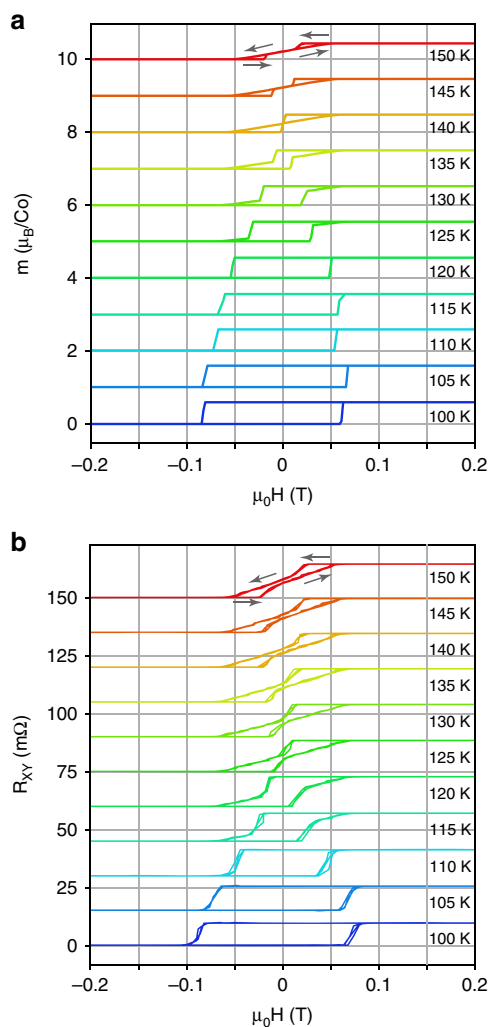 a
10
8
6
4
2
0
m (μB/Co)
150 K
145 K
140 K
135 K
130 K
125 K
120 K
115 K
110 K
105 K
100 K
–0.2
–0.1
0
0.1
0.2
μ0H (T)
b
150
125
100
75
50
25
0
RXY (mΩ)
150 K
145 K
140 K
135 K
130 K
125 K
120 K
115 K
110 K
105 K
100 K
–0.2
–0.1
0
0.1
0.2
μ0H (T)